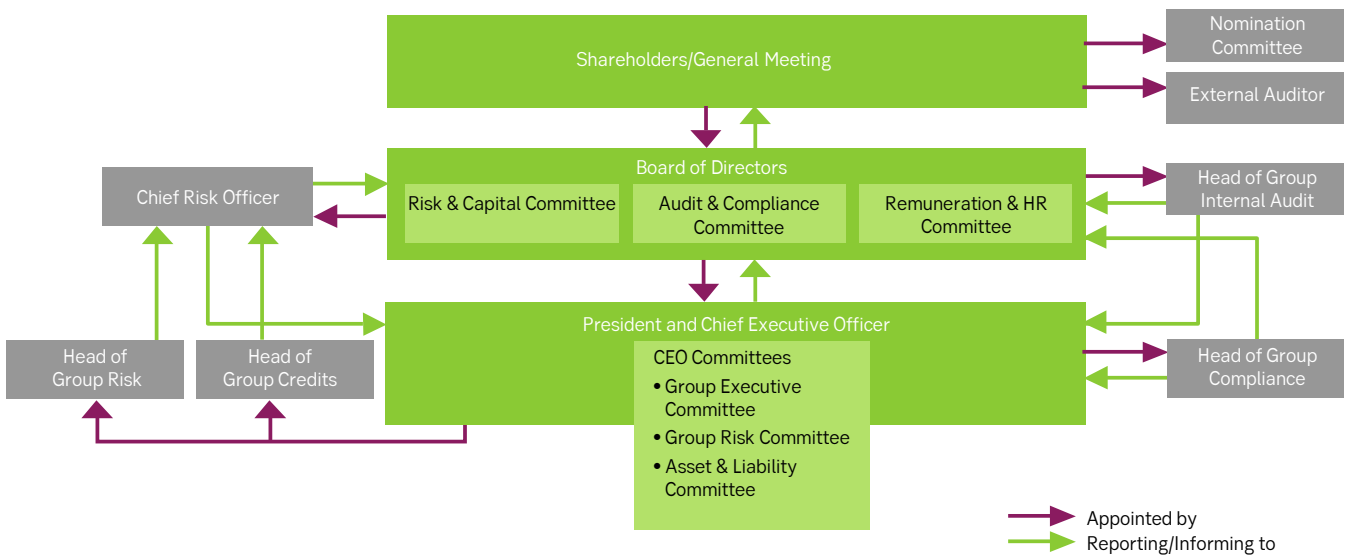 Shareholders/General Meeting
Nomination
Committee
External Auditor
Board of Directors
Risk & Capital Committee
Audit & Compliance
Committee
Remuneration & HR
Committee
Chief Risk Officer
Head of Group
Internal Audit
President and Chief Executive Officer
CEO Committees
• Group Executive
Committee
• Group Risk Committee
• Asset & Liability
Committee
Head of
Group Risk
Head of
Group Credits
Head of Group
Compliance
Appointed by
Reporting/Informing to